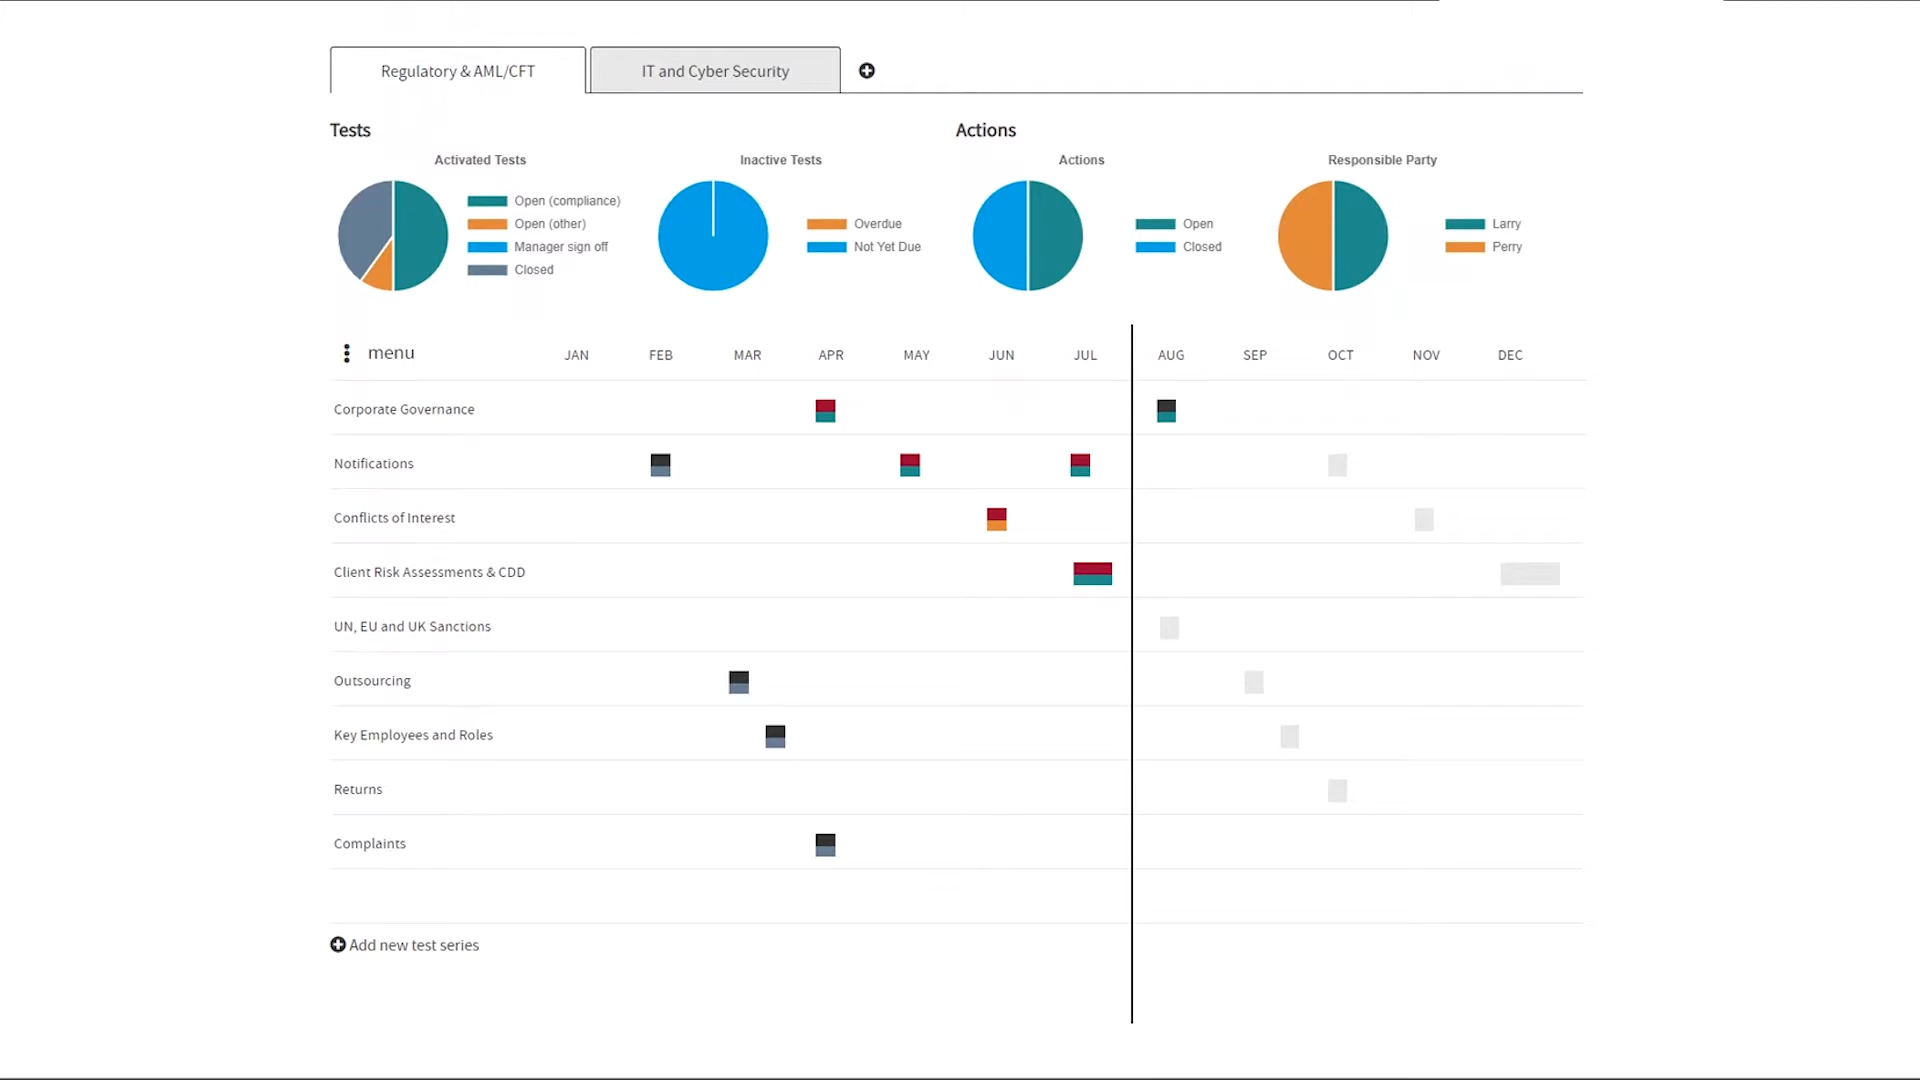 Regulatory & AML/CFT
IT and Cyber Security
Tests
Actions
Activated Tests
Inactive Tests
Actions
Responsible Party
Open (compliance)
Open (other)
Manager sign off
Closed
Overdue
Not Yet Due
Open
Closed
Larry
Perry
menu JAN FEB MAR APR MAY JUN JUL AUG SEP OCT NOV DEC
Corporate Governance
Notifications
Conflicts of Interest
Client Risk Assessments & CDD
UN, EU and UK Sanctions
Outsourcing
Key Employees and Roles
Returns
Complaints
Add new test series